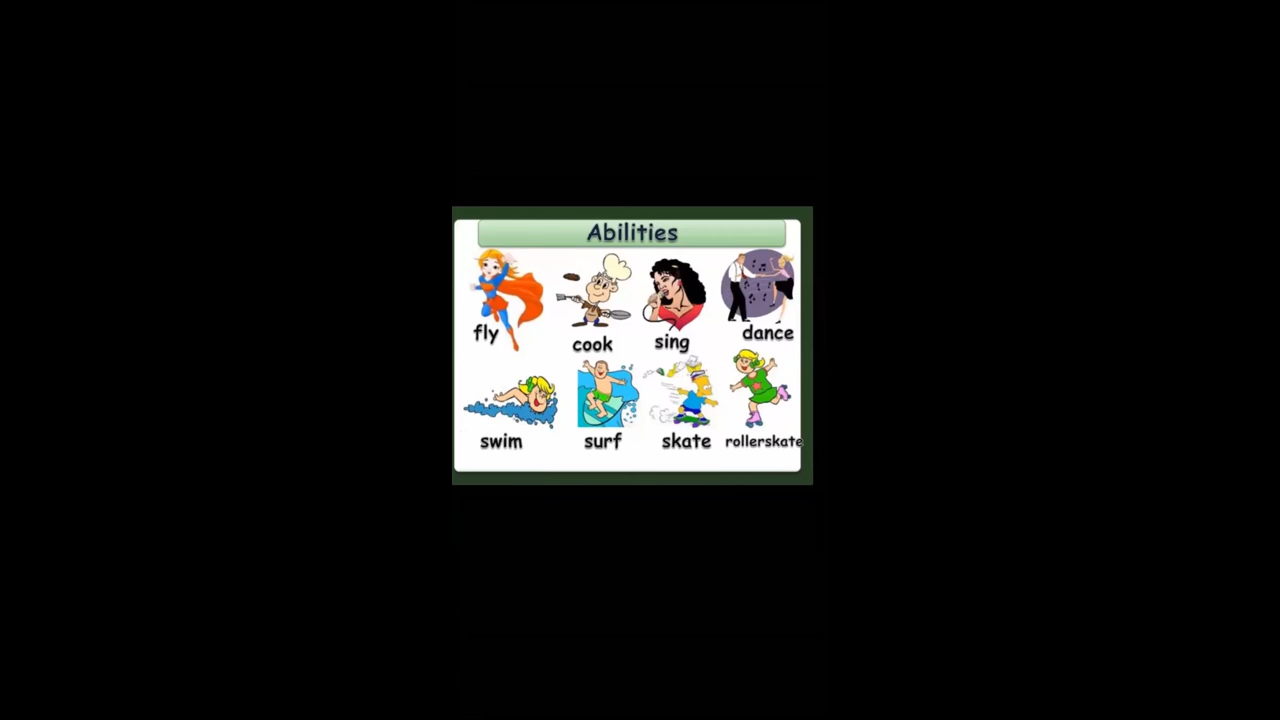 Abilities
fly
cook
sing
dance
swim
surf
skate
rollerskate